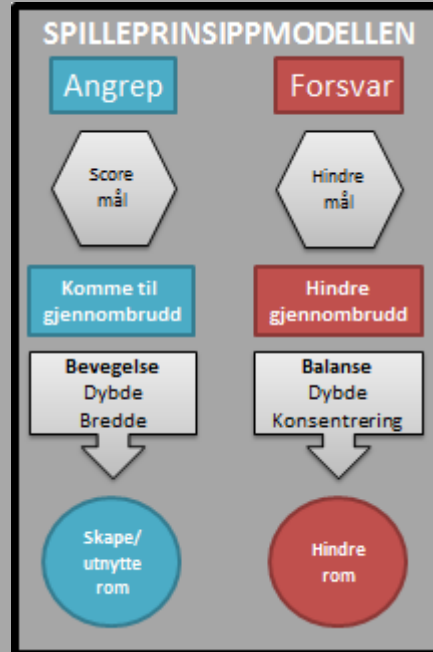 SPILLEPRINSIPPMODELLEN
Angrep
Forsvar
Score
mål
Hindre
mål
Komme til
gjennombrudd
Hindre
gjennombrudd
Bevegelse
Dybde
Bredde
Balanse
Dybde
Konsentrering
Skape/
utnytte
rom
Hindre
rom